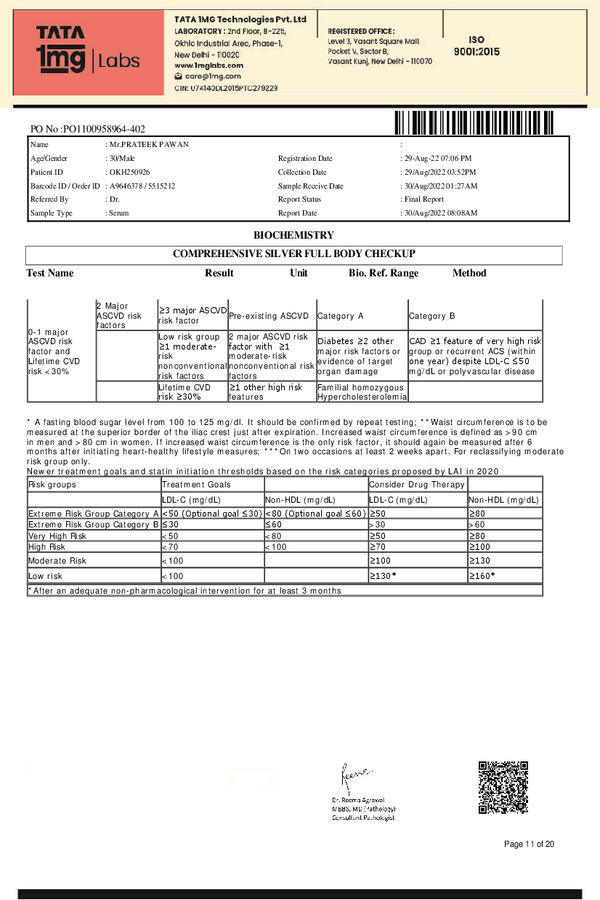 TATA
1mg Labs
TATA 1MG Technologies Pvt. Ltd
LABORATORY : 2nd Floor, B-225,
Okhla Industrial Area, Phase-1,
New Delhi - 110020
www.1mglabs.com
care@1mg.com
CIN: U74140DL2015PTC279229
REGISTERED OFFICE :
Level 3, Vasant Square Mall,
Pocket V, Sector B,
Vasant Kunj, New Delhi - 110070
ISO
9001:2015
PO No :PO1100958964-402
Name : Mr.PRATEEK PAWAN :
Age/Gender : 30/Male Registration Date : 29-Aug-22 07:06 PM
Patient ID : OKH250926 Collection Date : 29/Aug/2022 03:52PM
Barcode ID / Order ID : A9646378 / 5515212 Sample Receive Date : 30/Aug/2022 01:27AM
Referred By : Dr. Report Status : Final Report
Sample Type : Serum Report Date : 30/Aug/2022 08:08AM
BIOCHEMISTRY
COMPREHENSIVE SILVER FULL BODY CHECKUP
Test Name Result Unit Bio. Ref. Range Method
0-1 major
ASCVD risk
factor and
Lifetime CVD
risk <30%
2 Major
ASCVD risk
factors
≥3 major ASCVD
risk factor
Pre-existing ASCVD
Category A
Category B
Low risk group
≥1 moderate-
risk
nonconventional
risk factors
2 major ASCVD risk
factor with ≥1
moderate-risk
nonconventional risk
factors
Diabetes ≥2 other
major risk factors or
evidence of target
organ damage
CAD ≥1 feature of very high risk
group or recurrent ACS (within
one year) despite LDL-C ≤50
mg/dL or polyvascular disease
Lifetime CVD
risk ≥30%
≥1 other high risk
features
Familial homozygous
Hypercholesterolemia
* A fasting blood sugar level from 100 to 125 mg/dl. It should be confirmed by repeat testing; **Waist circumference is to be
measured at the superior border of the iliac crest just after expiration. Increased waist circumference is defined as >90 cm
in men and >80 cm in women. If increased waist circumference is the only risk factor, it should again be measured after 6
months after initiating heart-healthy lifestyle measures; ***On two occasions at least 2 weeks apart. For reclassifying moderate
risk group only.
Newer treatment goals and statin initiation thresholds based on the risk categories proposed by LAI in 2020
Risk groups Treatment Goals Consider Drug Therapy
LDL-C (mg/dL) Non-HDL (mg/dL) LDL-C (mg/dL) Non-HDL (mg/dL)
Extreme Risk Group Category A <50 (Optional goal ≤30) <80 (Optional goal ≤60) ≥50 ≥80
Extreme Risk Group Category B ≤30 ≤60 >30 >60
Very High Risk <50 <80 ≥50 ≥80
High Risk <70 <100 ≥70 ≥100
Moderate Risk <100 ≥100 ≥130
Low risk <100 ≥130* ≥160*
*After an adequate non-pharmacological intervention for at least 3 months
Reema
Dr. Reema Agrawal
MBBS, MD (Pathology)
Consultant Pathologist
Page 11 of 20